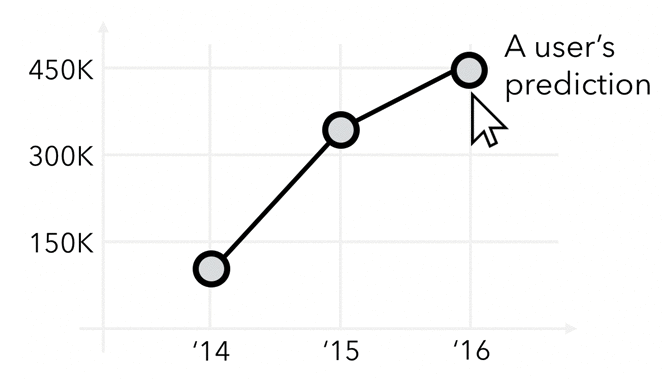 A user’s
prediction
450K
300K
150K
‘14
‘15
‘16